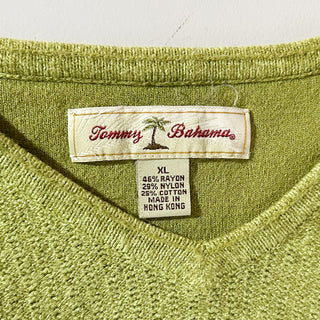 Tommy Bahama®
XL
46% RAYON
29% NYLON
25% COTTON
MADE IN
HONG KONG